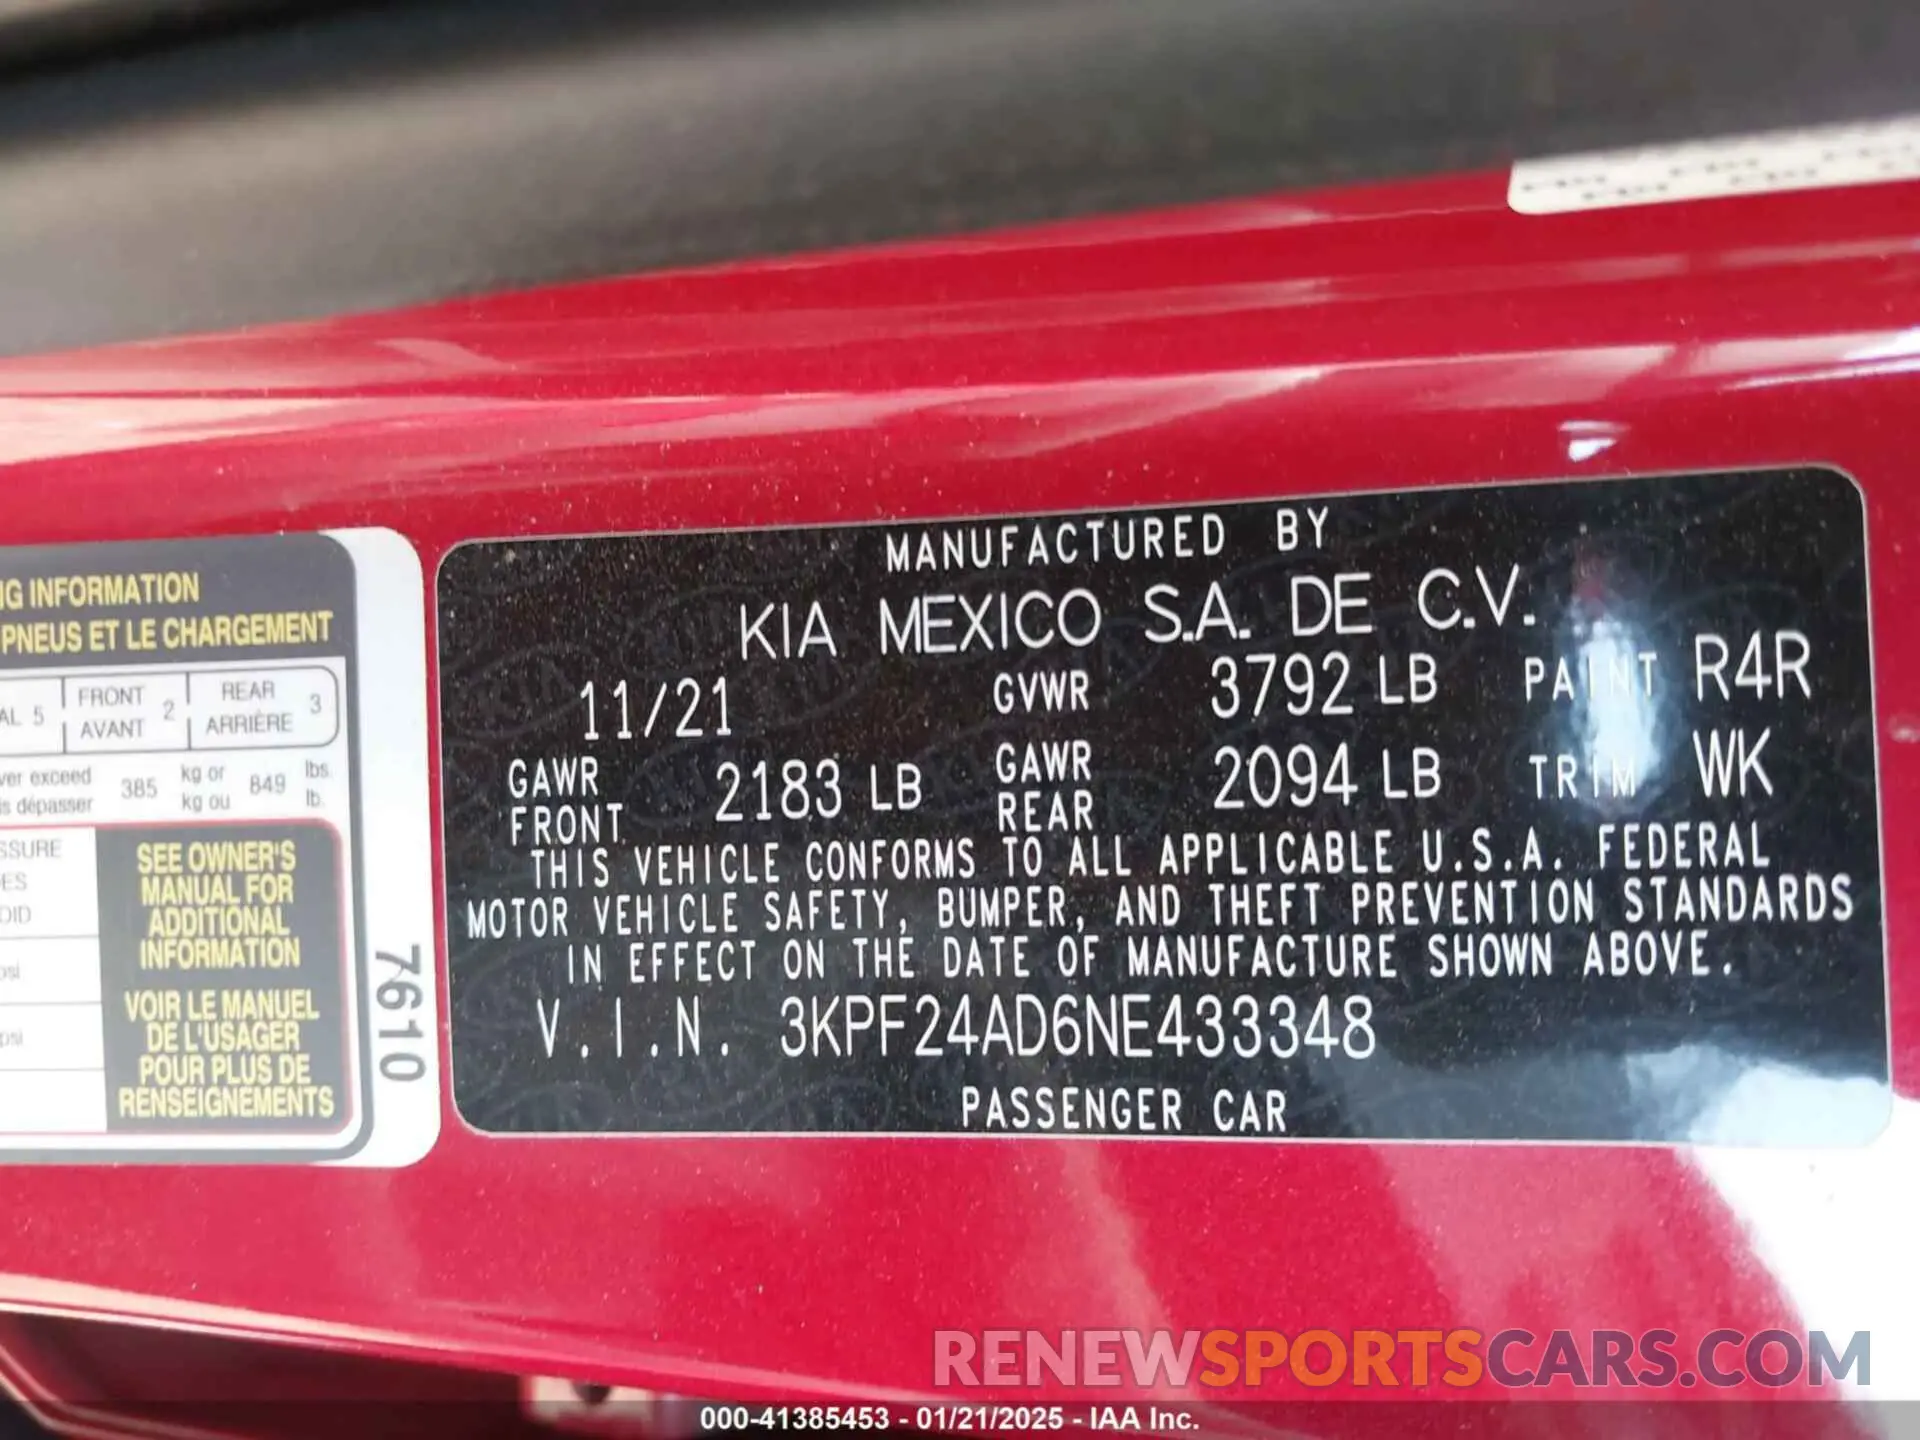 NG INFORMATION
PNEUS ET LE CHARGEMENT
AL 5 FRONT 2 REAR 3
AVANT ARRIÈRE
ver exceed 385 kg or 849 lbs.
is dépasser kg ou lb.
SSURE
ES
OID
psi
psi
SEE OWNER'S
MANUAL FOR
ADDITIONAL
INFORMATION
VOIR LE MANUEL
DE L'USAGER
POUR PLUS DE
RENSEIGNEMENTS
7610
MANUFACTURED BY
KIA MEXICO S.A. DE C.V.
11/21 GVWR 3792 LB PAINT R4R
GAWR FRONT 2183 LB GAWR REAR 2094 LB TRIM WK
THIS VEHICLE CONFORMS TO ALL APPLICABLE U.S.A. FEDERAL
MOTOR VEHICLE SAFETY, BUMPER, AND THEFT PREVENTION STANDARDS
IN EFFECT ON THE DATE OF MANUFACTURE SHOWN ABOVE.
V.I.N. 3KPF24AD6NE433348
PASSENGER CAR
RENEWSPORTSCARS.COM
000-41385453 - 01/21/2025 - IAA Inc.